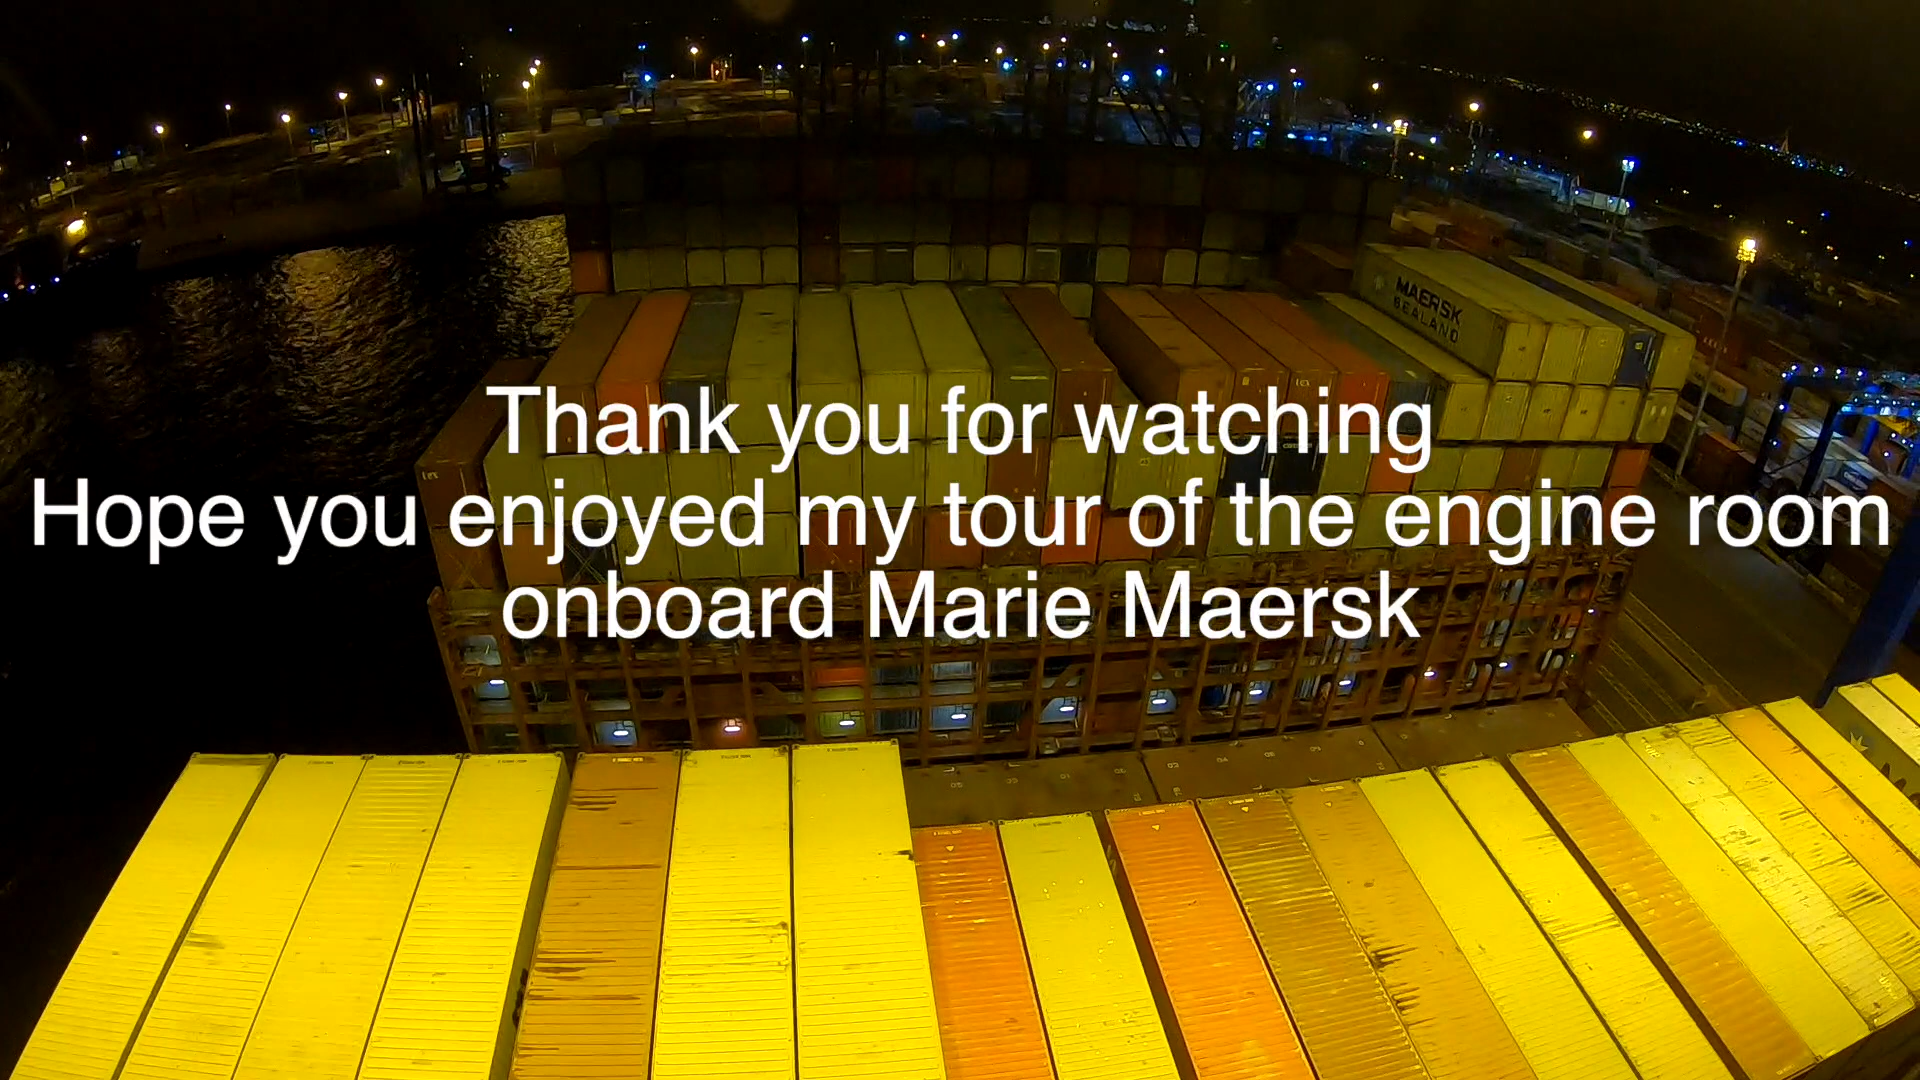 MAERSK
SEALAND
Thank you for watching
Hope you enjoyed my tour of the engine room
onboard Marie Maersk